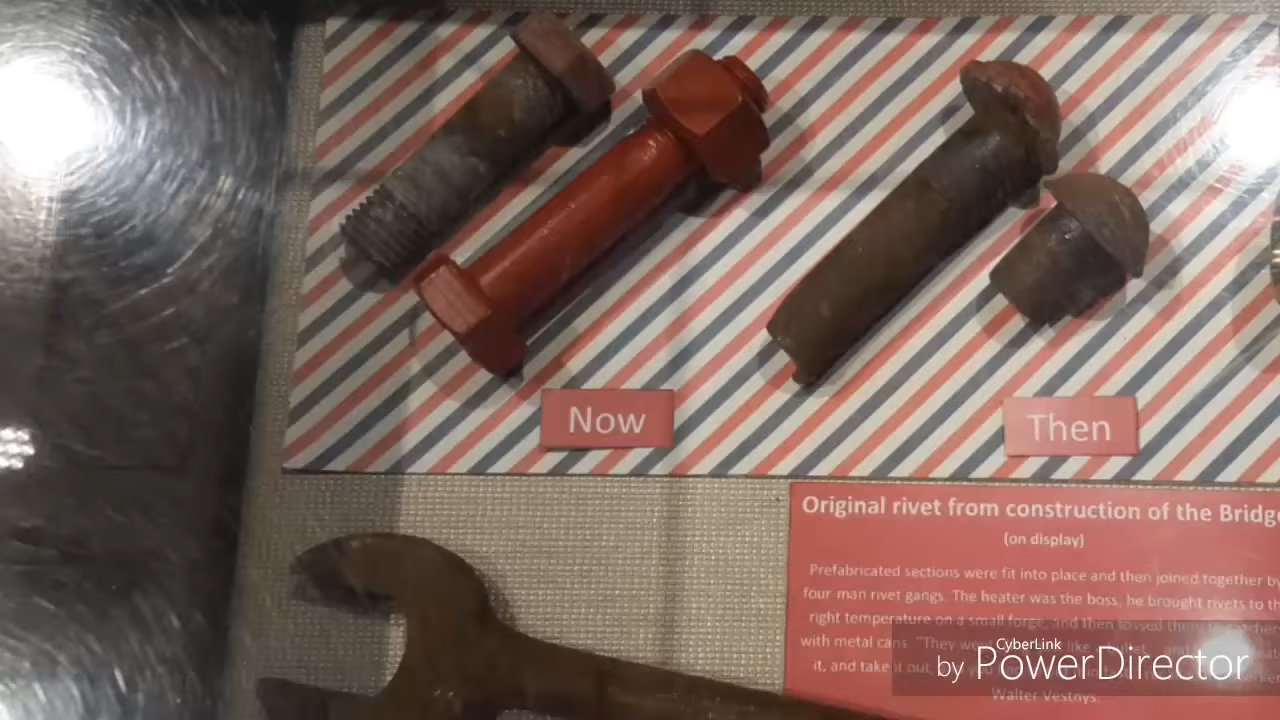 Now
Then
Original rivet from construction of the Bridge
(on display)
Prefabricated sections were fit into place and then joined together by
four man rivet gangs. The heater was the boss, he brought rivets to the
right temperature on a small forge, and then tossed them
with metal cans. "They went like
it, and take it out
Walter Vestnys.
CyberLink
by PowerDirector